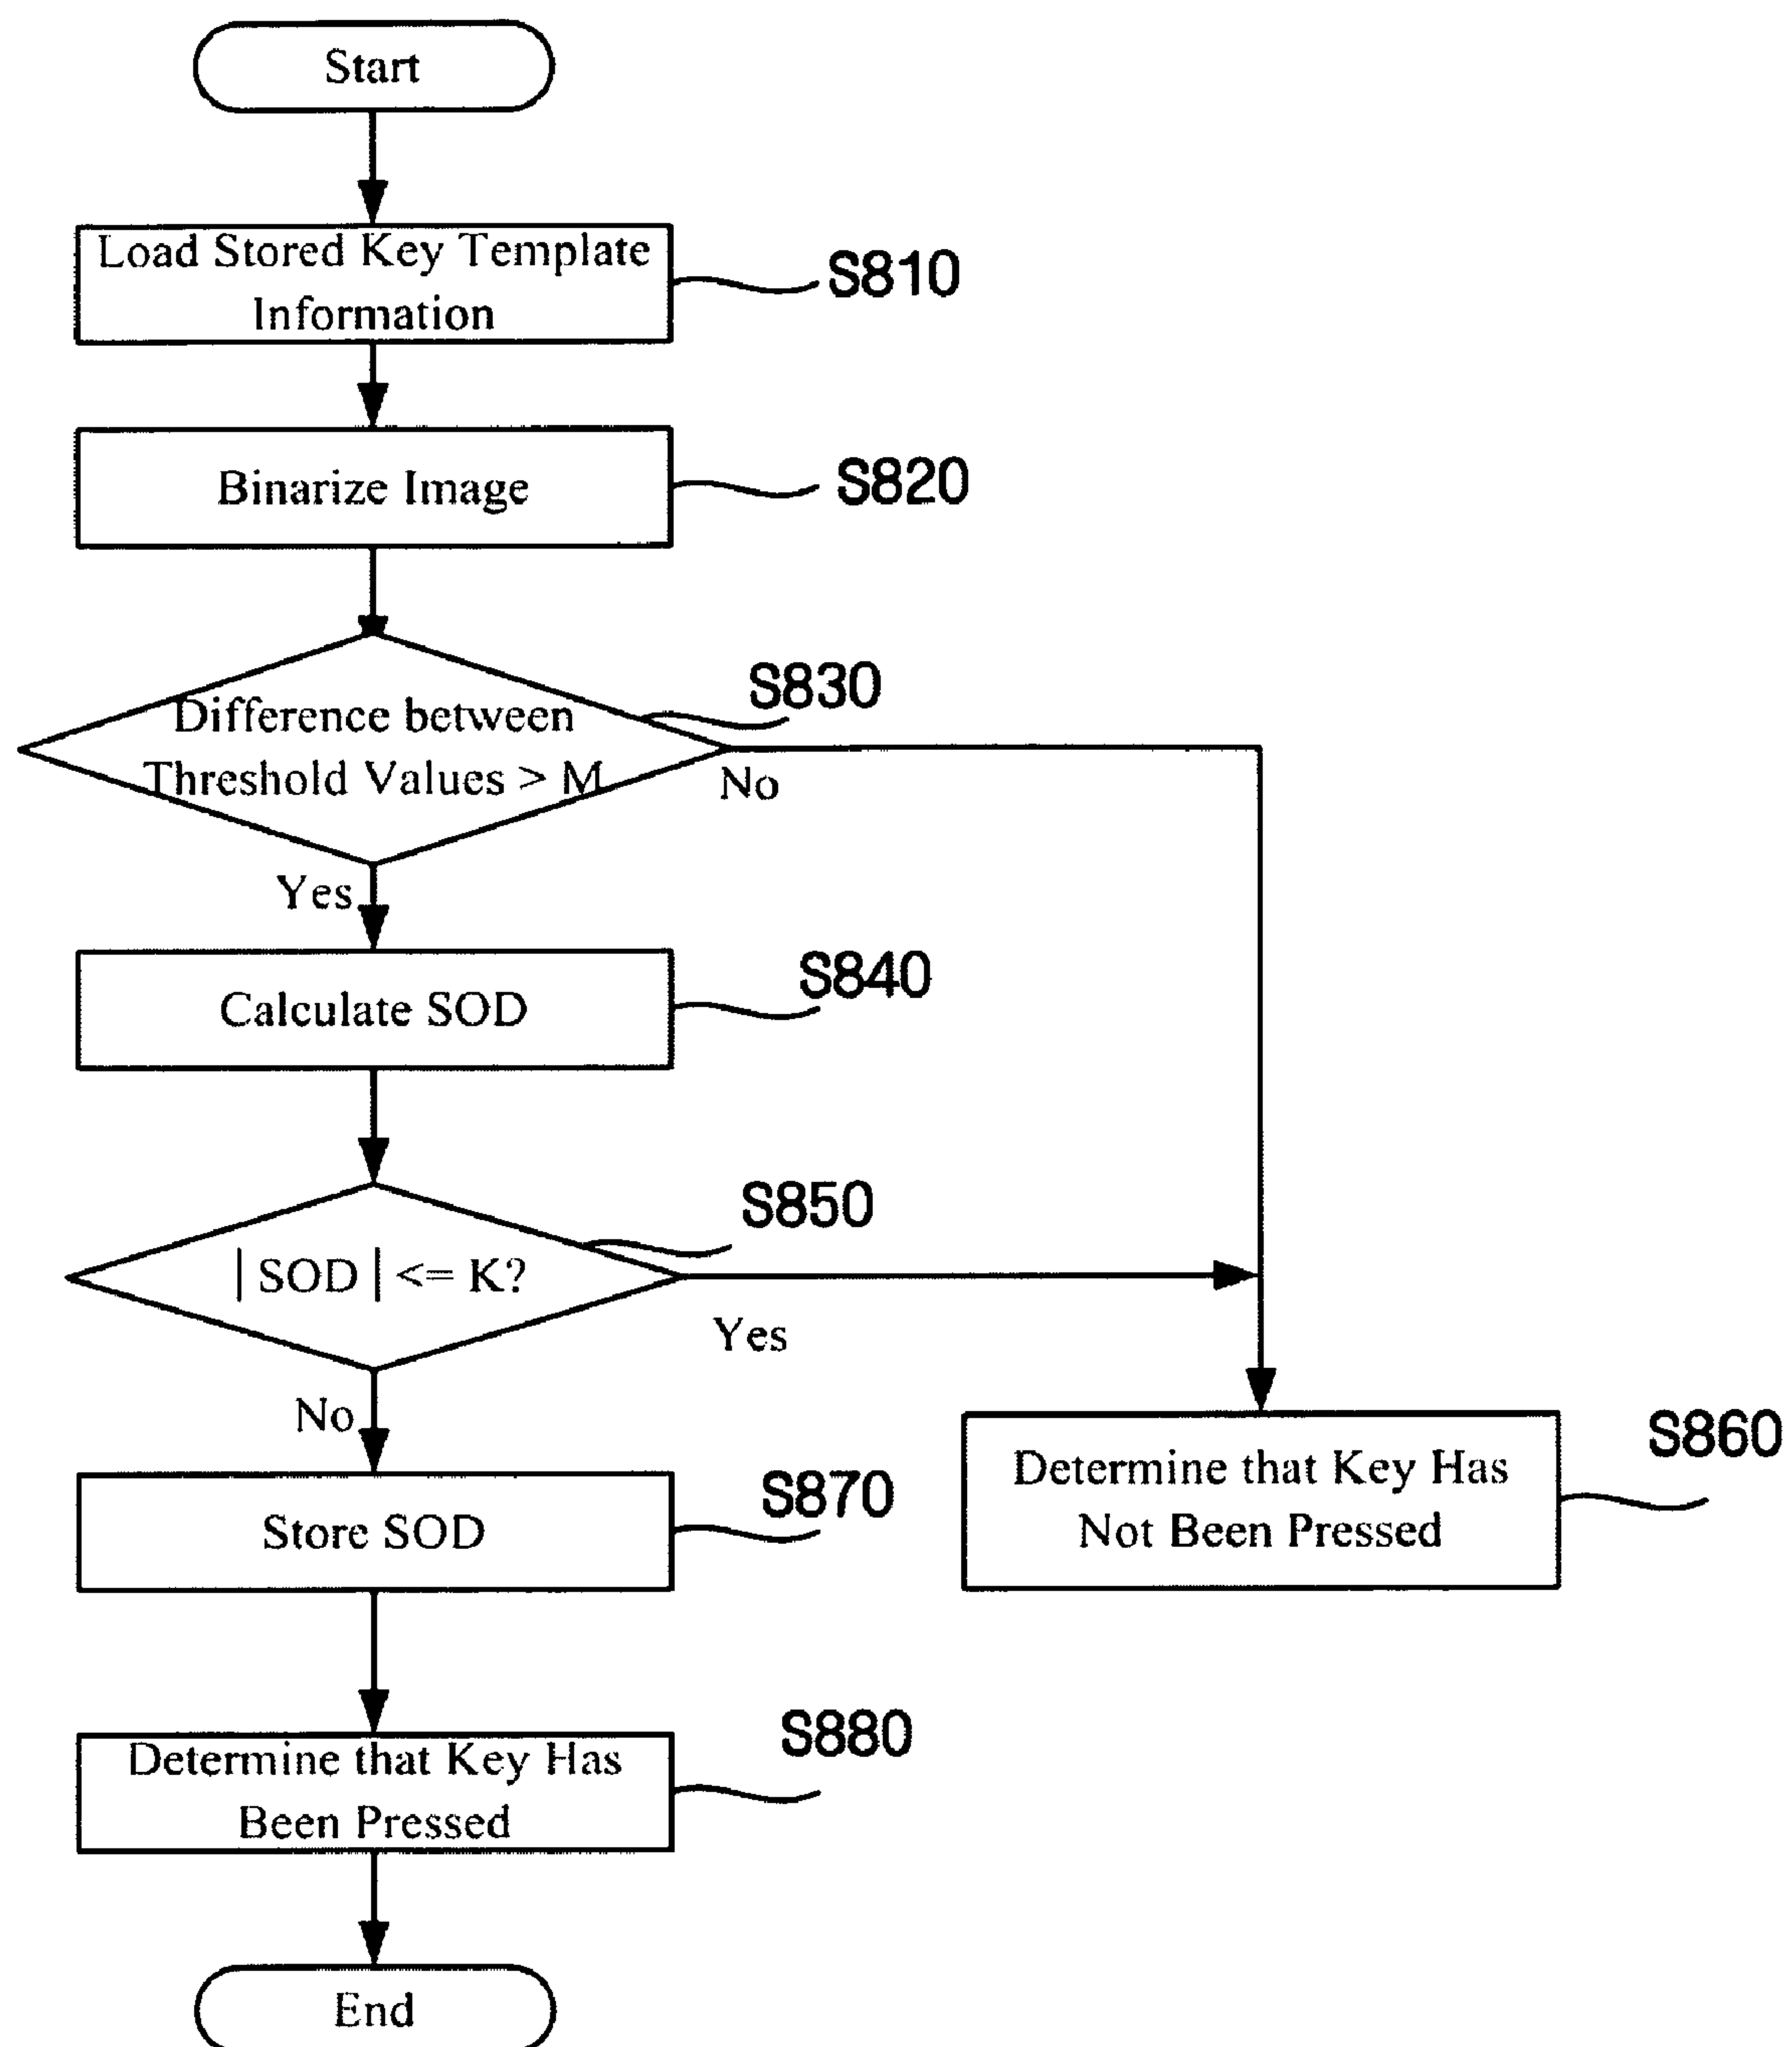 Start
Load Stored Key Template
Information
S810
Binarize Image
S820
S830
Difference between
Threshold Values > M
No
Yes
Calculate SOD
S840
S850
| SOD | <= K?
Yes
No
Store SOD
S870
Determine that Key Has
Not Been Pressed
S860
Determine that Key Has
Been Pressed
S880
End